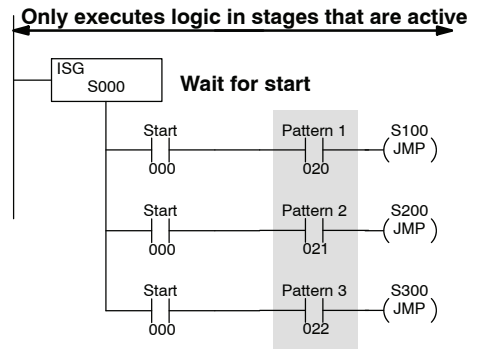 Only executes logic in stages that are active
ISG
S000
Wait for start
Start Pattern 1 S100
JMP
000 020
Start Pattern 2 S200
JMP
000 021
Start Pattern 3 S300
JMP
000 022